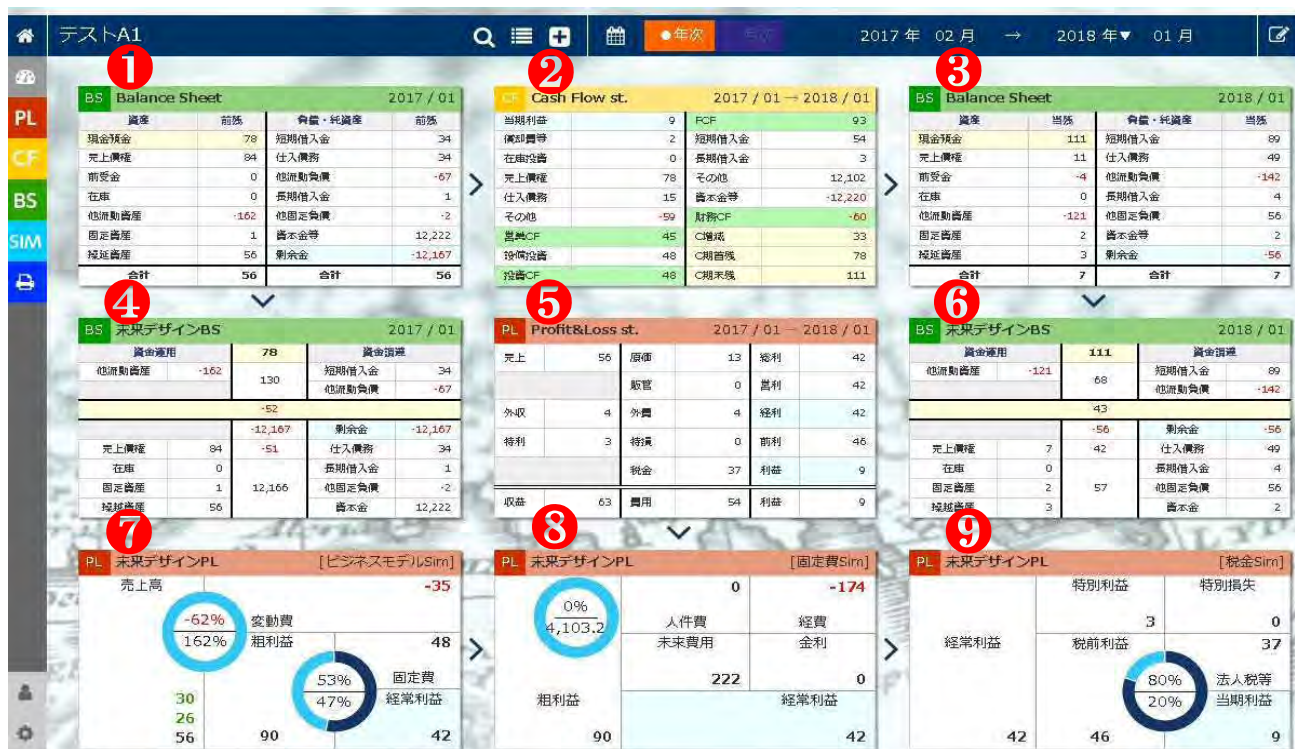 テストA1 ●年次 2017 年 02 月 → 2018 年▼ 01 月
PL
CF
BS
SIM
❶
BS Balance Sheet 2017 / 01
資産 前残 負債・純資産 前残
現金預金 78 短期借入金 34
売上債権 84 仕入債務 34
前受金 0 他流動負債 -67
在庫 0 長期借入金 1
他流動資産 -162 他固定負債 -2
固定資産 1 資本金等 12,222
繰延資産 56 剰余金 -12,167
合計 56 合計 56
❷
CF Cash Flow st. 2017 / 01 → 2018 / 01
当期利益 9 FCF 93
償却費等 2 短期借入金 54
在庫投資 0 長期借入金 3
売上債権 78 その他 12,102
仕入債務 15 資本金等 -12,220
その他 -59 財務CF -60
営業CF 45 C増減 33
設備投資 48 C期首残 78
投資CF 48 C期末残 111
❸
BS Balance Sheet 2018 / 01
資産 当残 負債・純資産 当残
現金預金 111 短期借入金 89
売上債権 11 仕入債務 49
前受金 -4 他流動負債 -142
在庫 0 長期借入金 4
他流動資産 -121 他固定負債 56
固定資産 2 資本金等 2
繰延資産 3 剰余金 -56
合計 7 合計 7
❹
BS 未来デザインBS 2017 / 01
資金運用 78 資金調達
他流動資産 -162 130 短期借入金 34
他流動負債 -67
-52
-12,167 剰余金 -12,167
売上債権 84 -51 仕入債務 34
在庫 0 長期借入金 1
固定資産 1 12,166 他固定負債 -2
繰越資産 56 資本金 12,222
❺
PL Profit&Loss st. 2017 / 01 → 2018 / 01
売上 56 原価 13 総利 42
販管 0 営利 42
外収 4 外費 4 経利 42
特利 3 特損 0 前利 46
税金 37 利益 9
収益 63 費用 54 利益 9
❻
BS 未来デザインBS 2018 / 01
資金運用 111 資金調達
他流動資産 -121 68 短期借入金 89
他流動負債 -142
43
-56 剰余金 -56
売上債権 7 42 仕入債務 49
在庫 0 長期借入金 4
固定資産 2 57 他固定負債 56
繰越資産 3 資本金 2
❼
PL 未来デザインPL [ビジネスモデルSim]
売上高 -35
-62% 変動費
162% 粗利益 48
53% 固定費
47% 経常利益
30
26
56 90 42
❽
PL 未来デザインPL [固定費Sim]
0% 0 -174
4,103.2 人件費 経費
未来費用 金利
222 0
粗利益 経常利益
90 42
❾
PL 未来デザインPL [税金Sim]
特別利益 特別損失
3 0
経常利益 税前利益 37
80% 法人税等
20% 当期利益
42 46 9